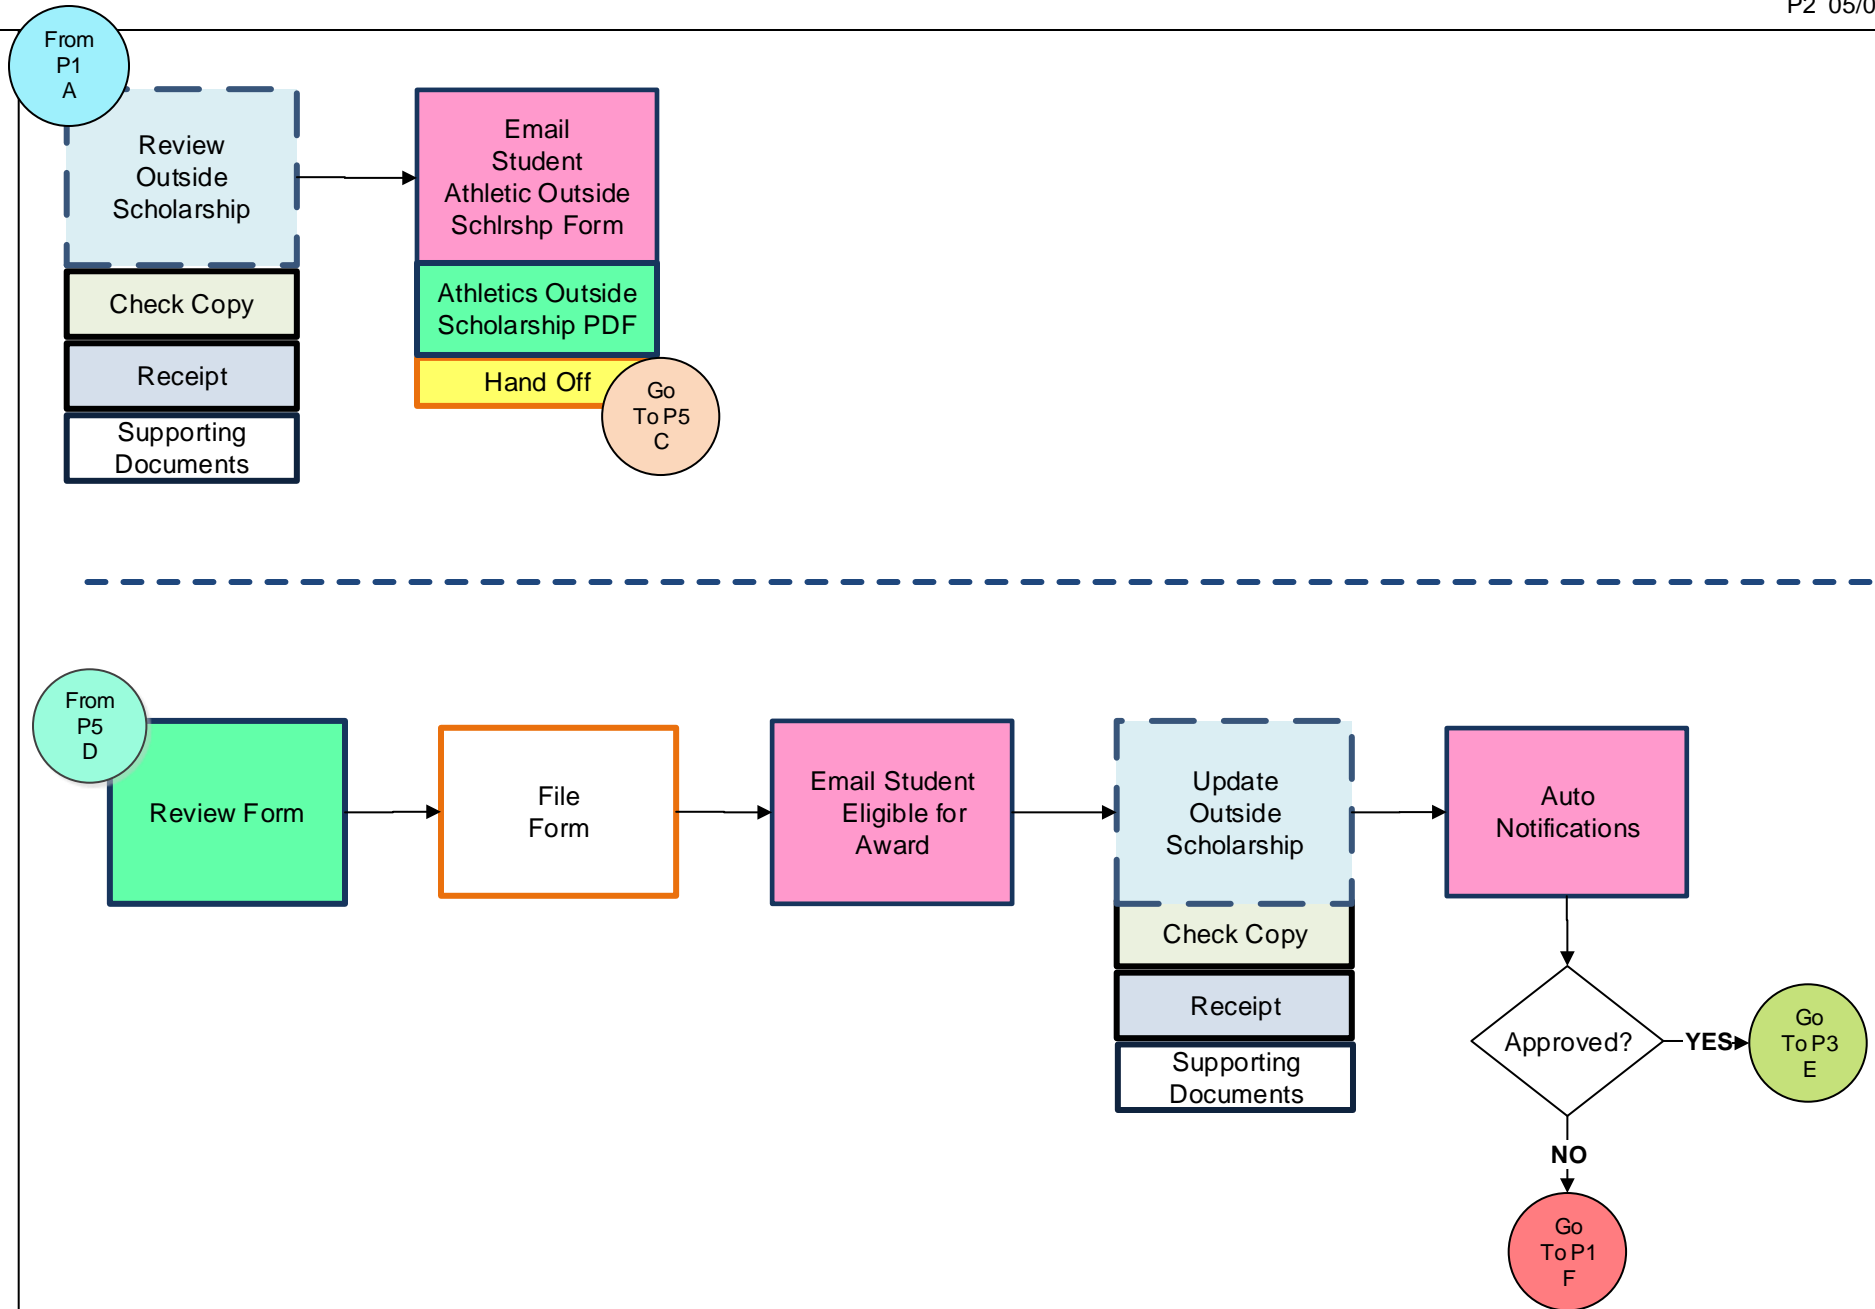 P2 05/0
From
P1
A
Review
Outside
Scholarship
Check Copy
Receipt
Supporting
Documents
Email
Student
Athletic Outside
Schlrshp Form
Athletics Outside
Scholarship PDF
Hand Off
Go
To P5
C
From
P5
D
Review Form
File
Form
Email Student
Eligible for
Award
Update
Outside
Scholarship
Check Copy
Receipt
Supporting
Documents
Auto
Notifications
Approved?
YES
Go
To P3
E
NO
Go
To P1
F